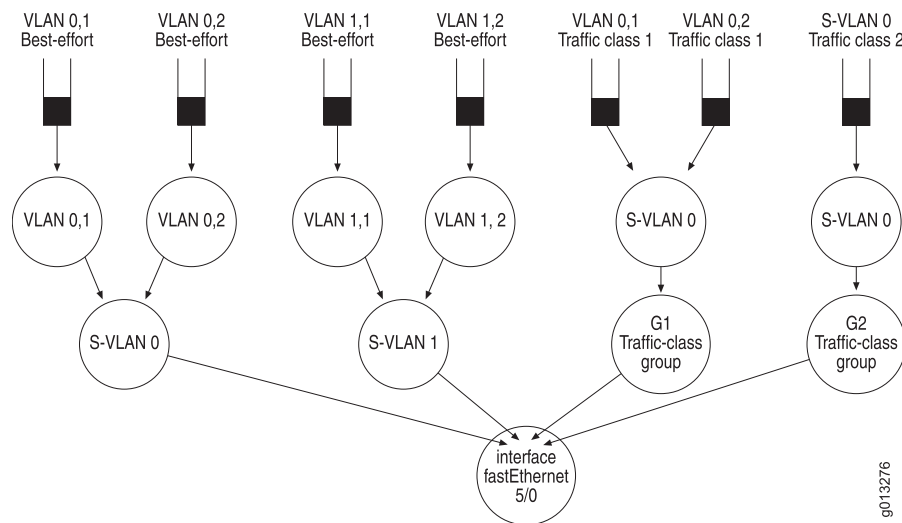 VLAN 0,1
Best-effort
VLAN 0,2
Best-effort
VLAN 1,1
Best-effort
VLAN 1,2
Best-effort
VLAN 0,1
Traffic class 1
VLAN 0,2
Traffic class 1
S-VLAN 0
Traffic class 2
VLAN 0,1
VLAN 0,2
VLAN 1,1
VLAN 1, 2
S-VLAN 0
S-VLAN 0
S-VLAN 0
S-VLAN 1
G1
Traffic-class
group
G2
Traffic-class
group
interface
fastEthernet
5/0
g013276